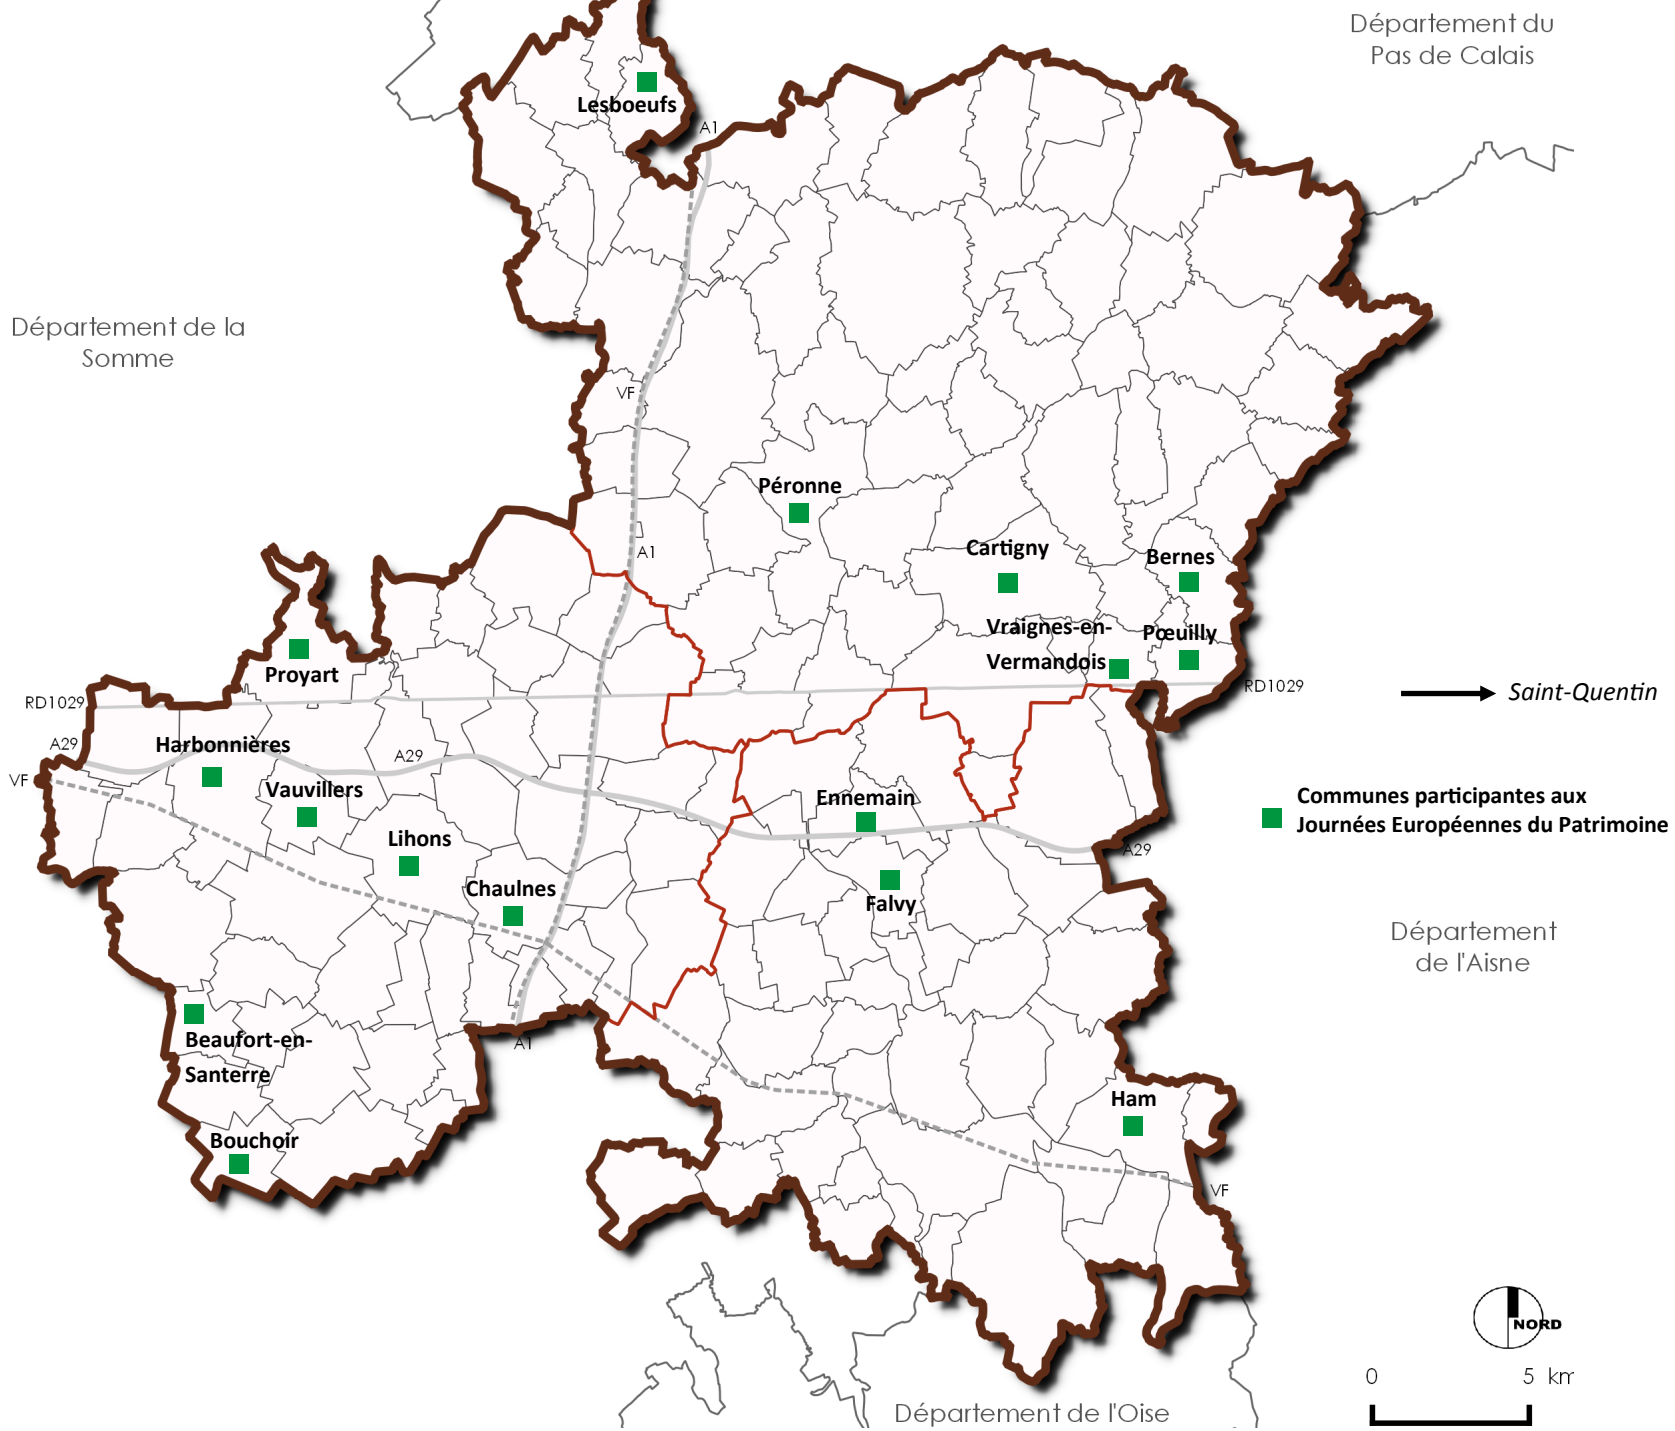 Département du
Pas de Calais
Lesboeufs
A1
Département de la
Somme
VF
Péronne
A1
Cartigny
Bernes
Vraignes-en-
Vermandois
Pœuilly
Proyart
RD1029
RD1029
Saint-Quentin
A29
Harbonnières
A29
VF
Vauvillers
Ennemain
Communes participantes aux
Journées Européennes du Patrimoine
Lihons
A29
Chaulnes
Falvy
Département
de l'Aisne
Beaufort-en-
Santerre
A1
Ham
Bouchoir
VF
NORD
0 5 km
Département de l'Oise